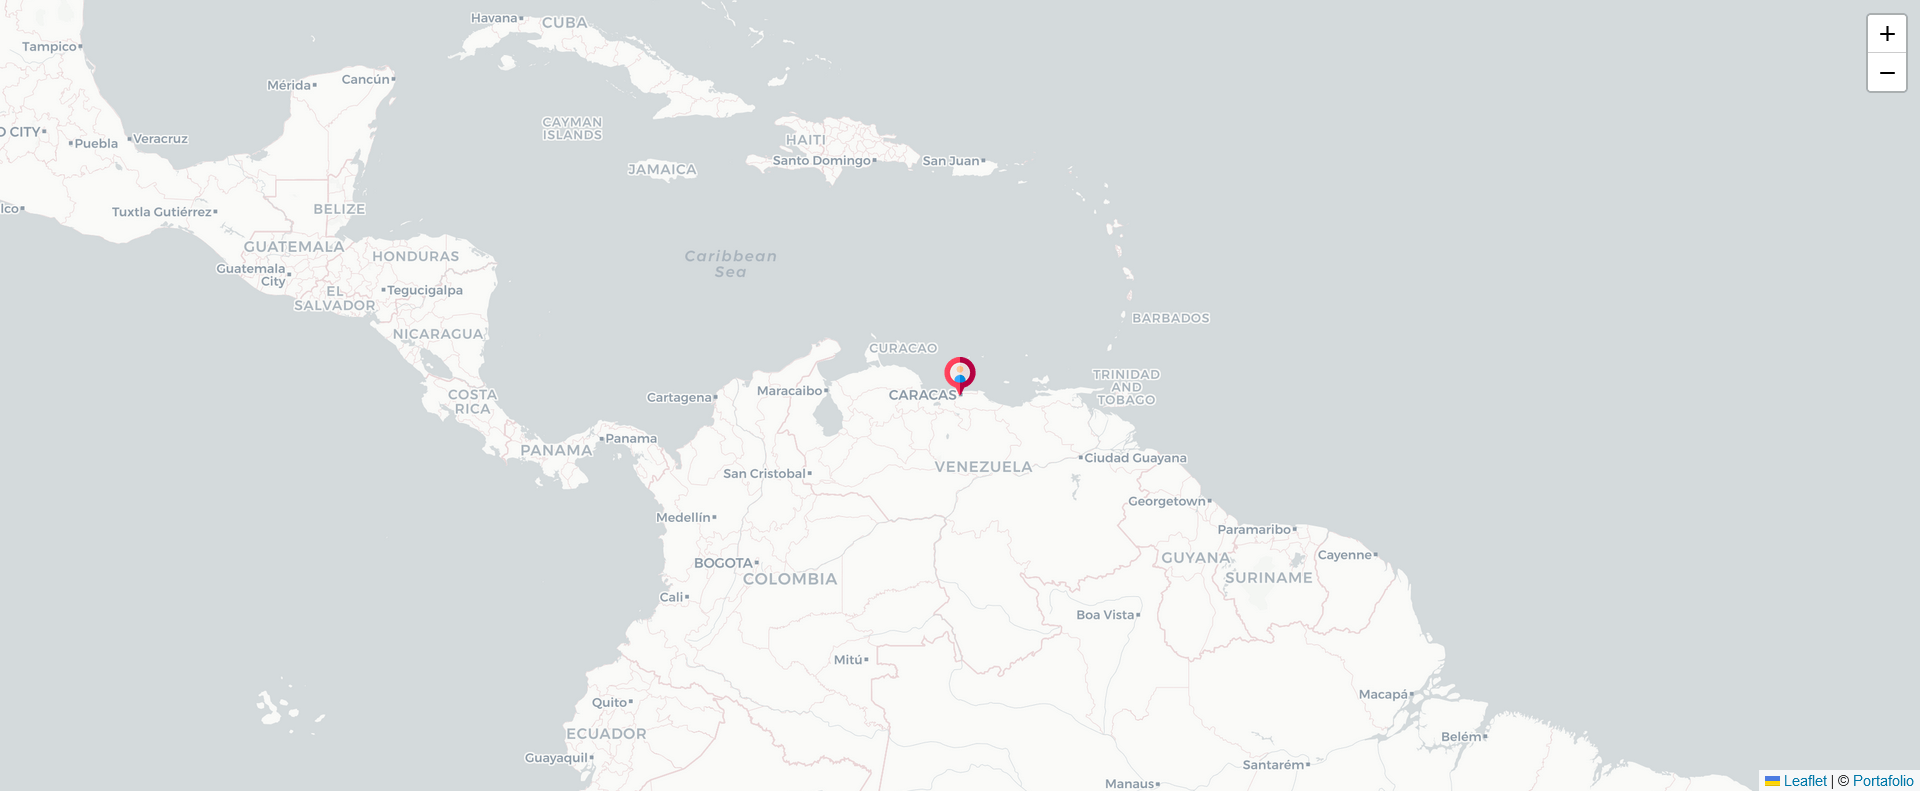 Havana
CUBA
Tampico
Mérida
Cancún
CAYMAN
ISLANDS
O CITY
Puebla
Veracruz
HAITI
Santo Domingo
San Juan
JAMAICA
lco
Tuxtla Gutiérrez
BELIZE
GUATEMALA
HONDURAS
Caribbean
Sea
Guatemala
City
Tegucigalpa
EL
SALVADOR
NICARAGUA
BARBADOS
CURACAO
TRINIDAD
AND
TOBAGO
COSTA
RICA
Cartagena
Maracaibo
CARACAS
PANAMA
Panama
San Cristobal
VENEZUELA
Ciudad Guayana
Georgetown
Medellín
Paramaribo
BOGOTA
COLOMBIA
GUYANA
Cayenne
SURINAME
Cali
Boa Vista
Mitú
Quito
Macapá
ECUADOR
Belém
Guayaquil
Santarém
Manaus
+
−
Leaflet | © Portafolio